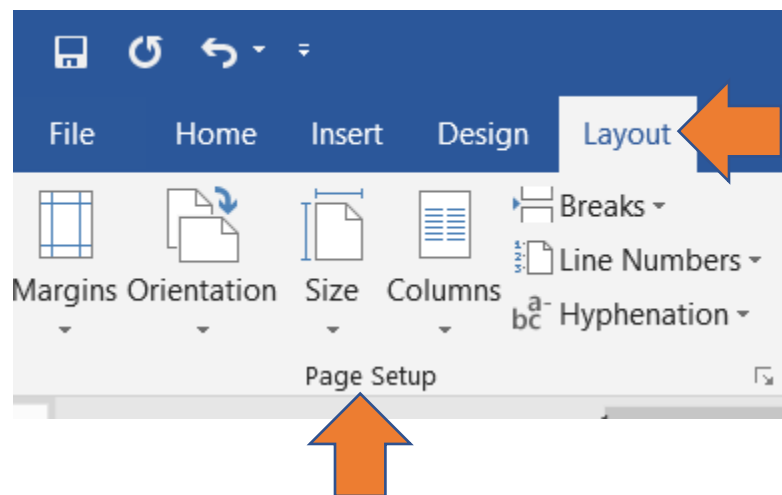 File Home Insert Design Layout
Breaks
Line Numbers
Margins Orientation Size Columns
Hyphenation
Page Setup